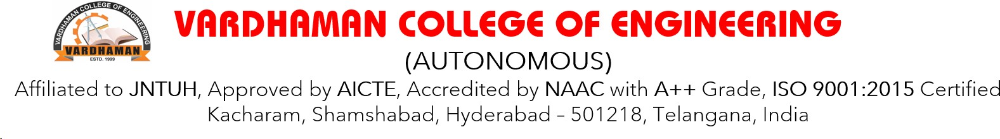 VARDHAMAN COLLEGE OF ENGINEERING
VARDHAMAN
ESTD. 1999
VARDHAMAN COLLEGE OF ENGINEERING
(AUTONOMOUS)
Affiliated to JNTUH, Approved by AICTE, Accredited by NAAC with A++ Grade, ISO 9001:2015 Certified
Kacharam, Shamshabad, Hyderabad – 501218, Telangana, India